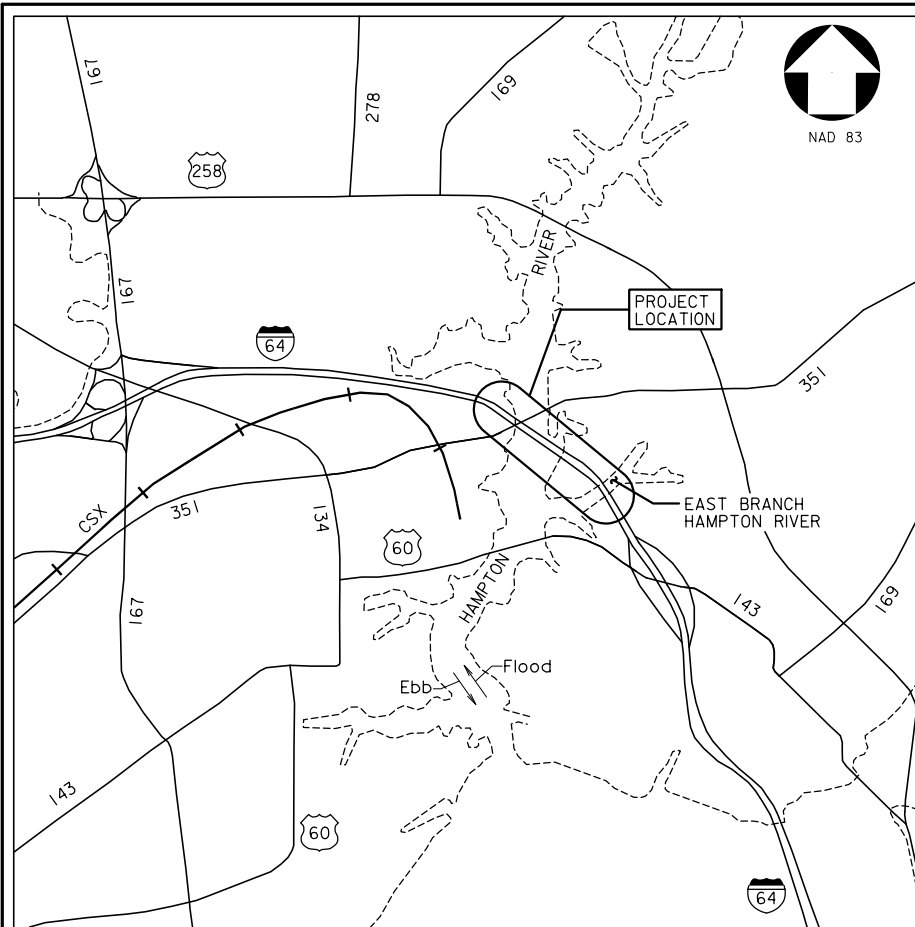 167
278
169
NAD 83
258
RIVER
167
PROJECT
LOCATION
64
351
CSX
351
134
EAST BRANCH
HAMPTON RIVER
60
HAMPTON
167
143
169
Flood
Ebb
143
60
64